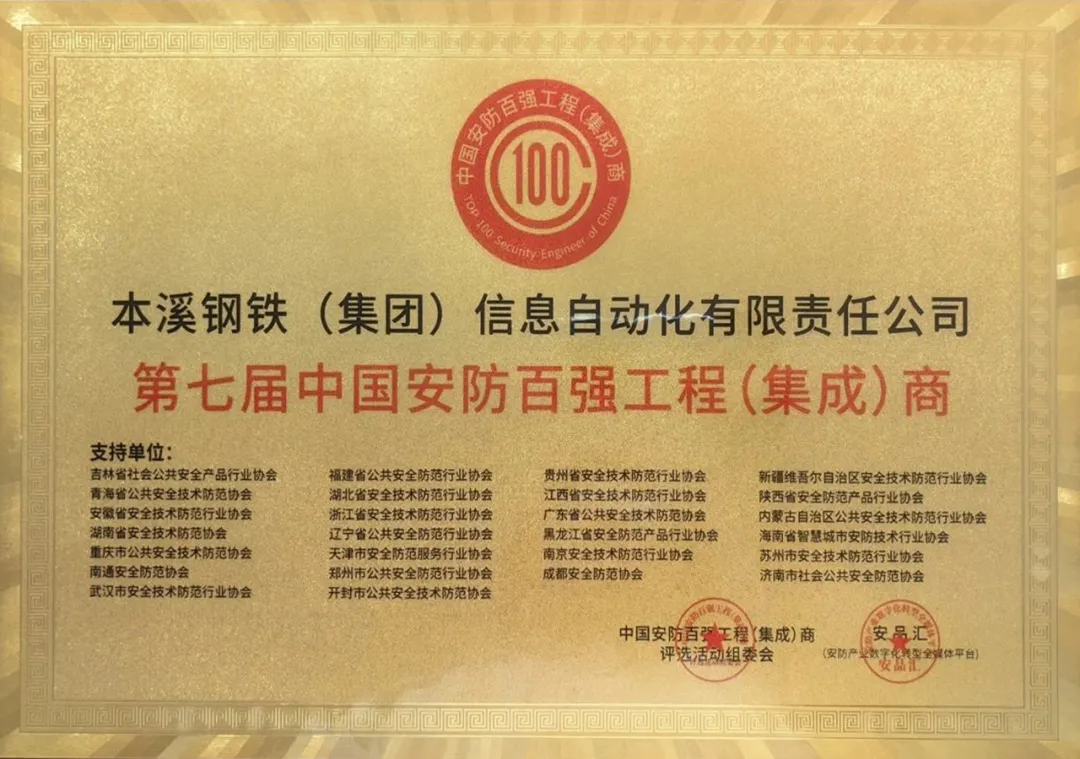 中国安防百强工程(集成)商
100
TOP 100 Security Engineer of China
本溪钢铁（集团）信息自动化有限责任公司
第七届中国安防百强工程(集成)商
支持单位：
吉林省社会公共安全产品行业协会
青海省公共安全技术防范协会
安徽省安全技术防范行业协会
湖南省安全技术防范协会
重庆市公共安全技术防范协会
南通安全防范协会
武汉市安全技术防范行业协会
福建省公共安全防范行业协会
湖北省安全技术防范行业协会
浙江省安全技术防范行业协会
辽宁省公共安全防范行业协会
天津市安全防范服务行业协会
郑州市公共安全防范行业协会
开封市公共安全技术防范协会
贵州省安全技术防范行业协会
江西省安全技术防范行业协会
广东省公共安全技术防范协会
黑龙江省安全防范产品行业协会
南京安全技术防范行业协会
成都安全防范协会
新疆维吾尔自治区安全技术防范行业协会
陕西省安全防范产品行业协会
内蒙古自治区公共安全技术防范行业协会
海南省智慧城市安防技术行业协会
苏州市安全技术防范行业协会
济南市社会公共安全防范协会
中国安防百强工程(集成)商
评选活动组委会
安品汇
(安防产业数字化转型全媒体平台)
安品汇